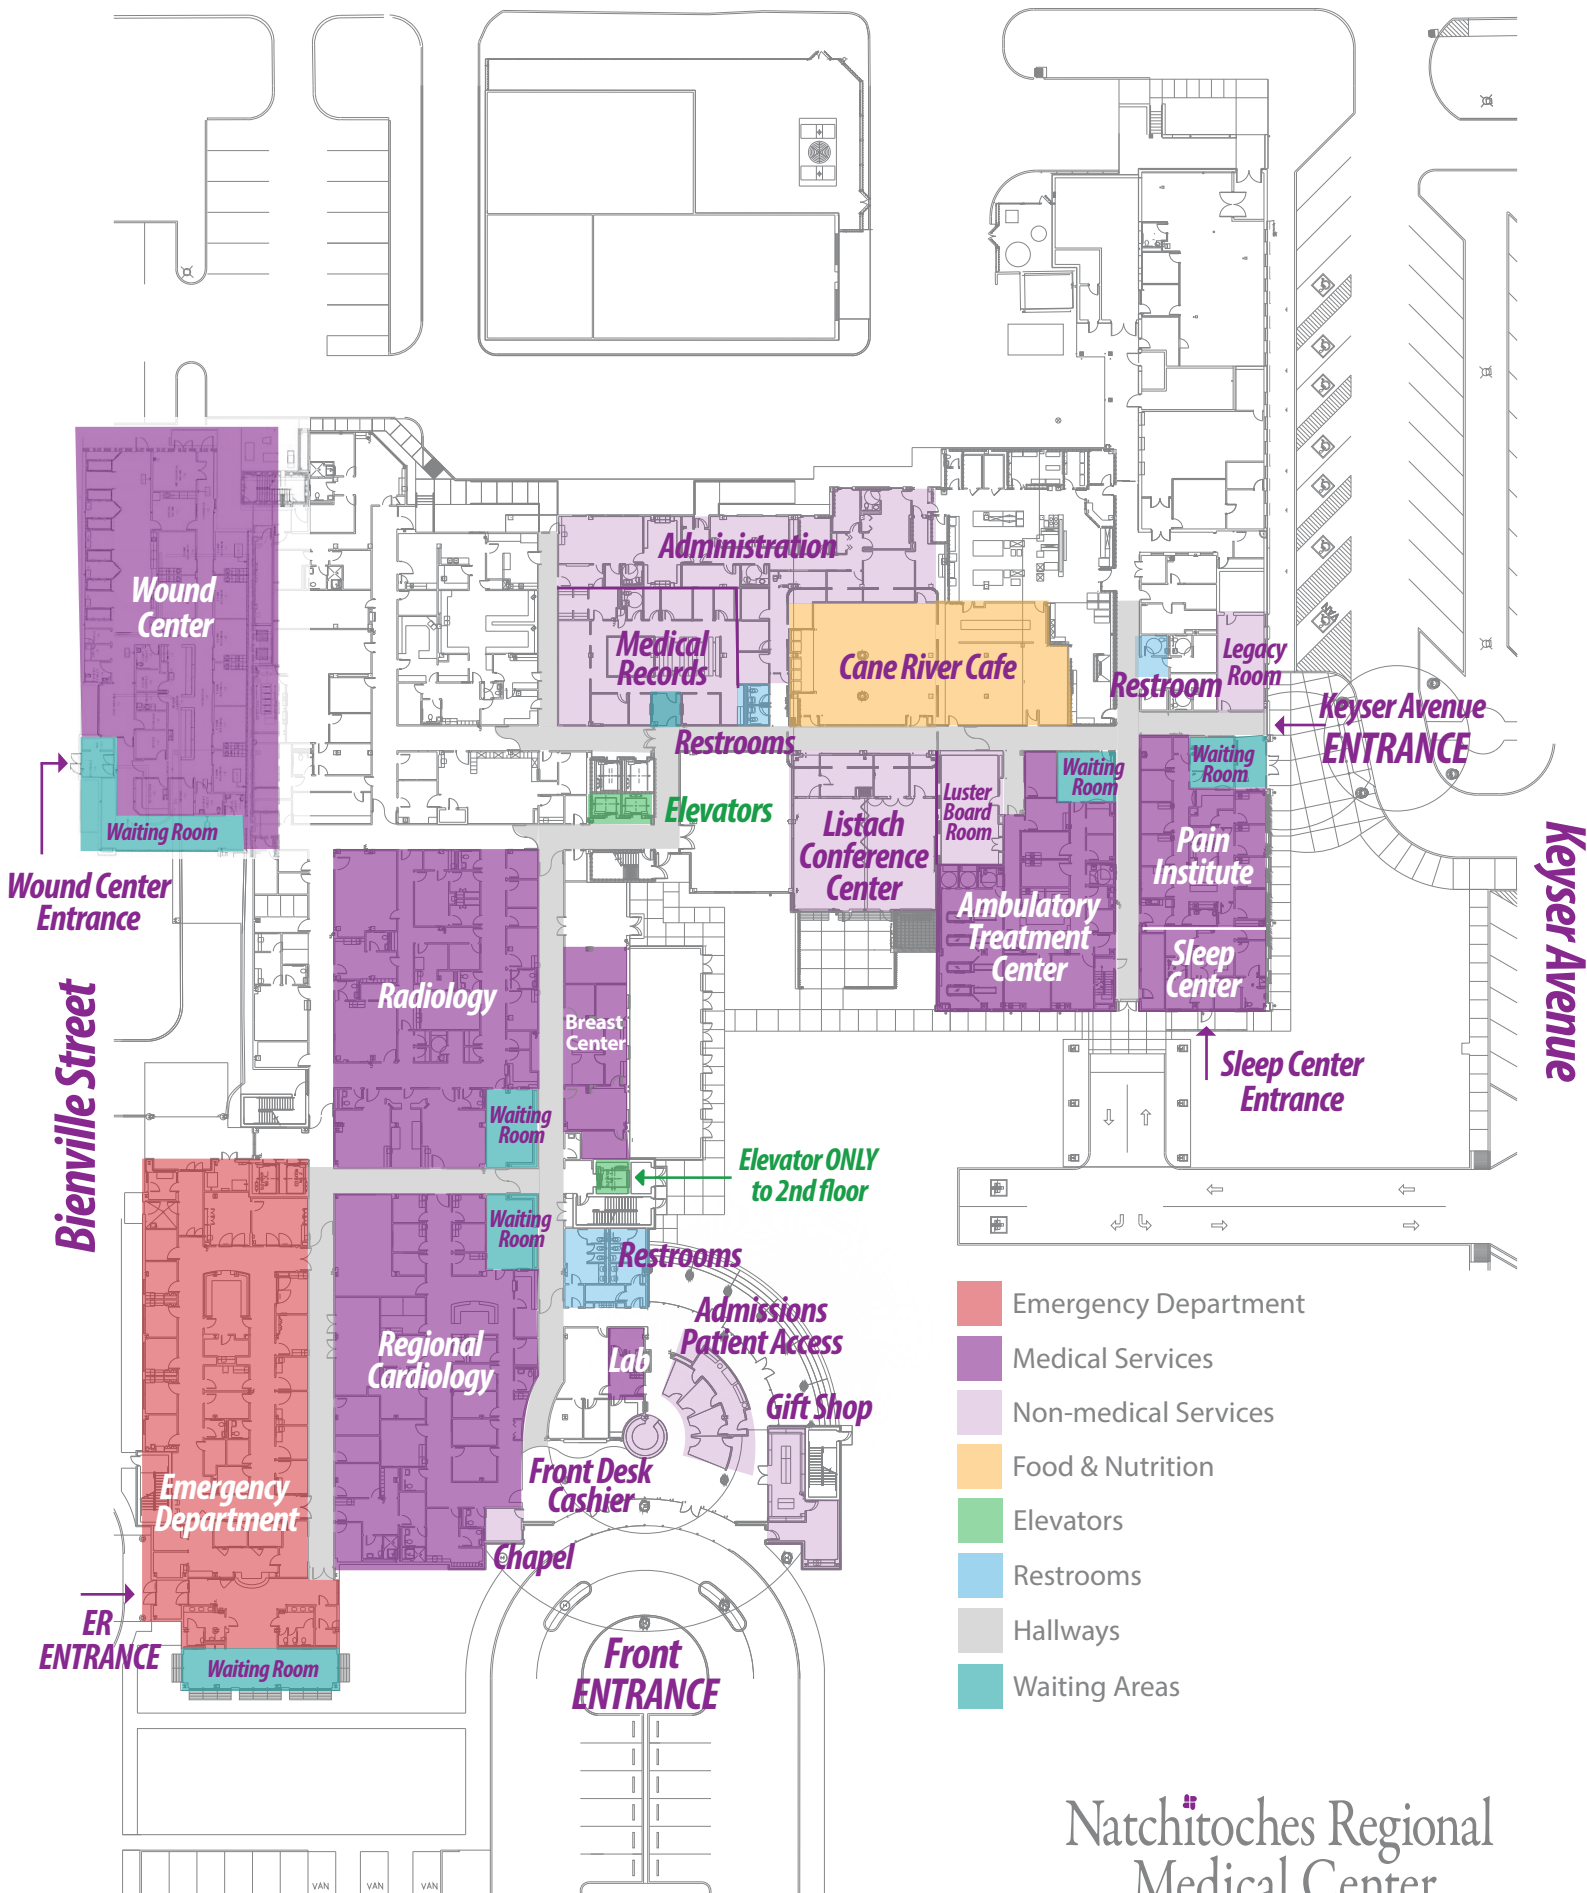 Administration
Wound
Center
Medical
Records
Cane River Cafe
Legacy
Room
Restroom
Keyser Avenue
ENTRANCE
Restrooms
Waiting
Room
Waiting
Room
Elevators
Luster
Board
Room
Listach
Conference
Center
Waiting Room
Pain
Institute
Wound Center
Entrance
Ambulatory
Treatment
Center
Sleep
Center
Keyser Avenue
Radiology
Breast
Center
Bienville Street
Sleep Center
Entrance
Waiting
Room
Elevator ONLY
to 2nd floor
Waiting
Room
Restrooms
Admissions
Patient Access
Regional
Cardiology
Lab
Gift Shop
Front Desk
Cashier
Emergency
Department
Chapel
ER
ENTRANCE
Waiting Room
Front
ENTRANCE
Emergency Department
Medical Services
Non-medical Services
Food & Nutrition
Elevators
Restrooms
Hallways
Waiting Areas
Natchitoches Regional
Medical Center
VAN
VAN
VAN